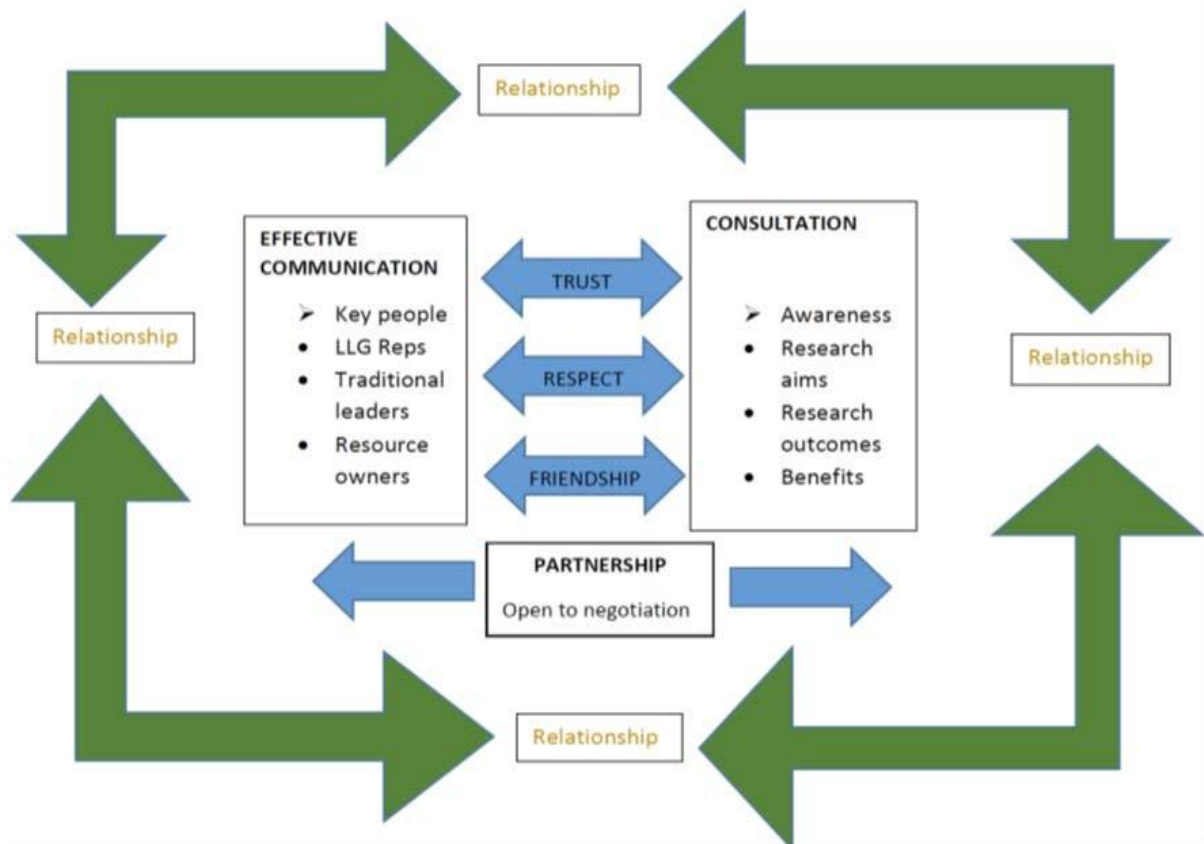 Relationship
EFFECTIVE
COMMUNICATION
➤ Key people
• LLG Reps
• Traditional
leaders
• Resource
owners
TRUST
RESPECT
FRIENDSHIP
CONSULTATION
➤ Awareness
• Research
aims
• Research
outcomes
• Benefits
Relationship
Relationship
PARTNERSHIP
Open to negotiation
Relationship